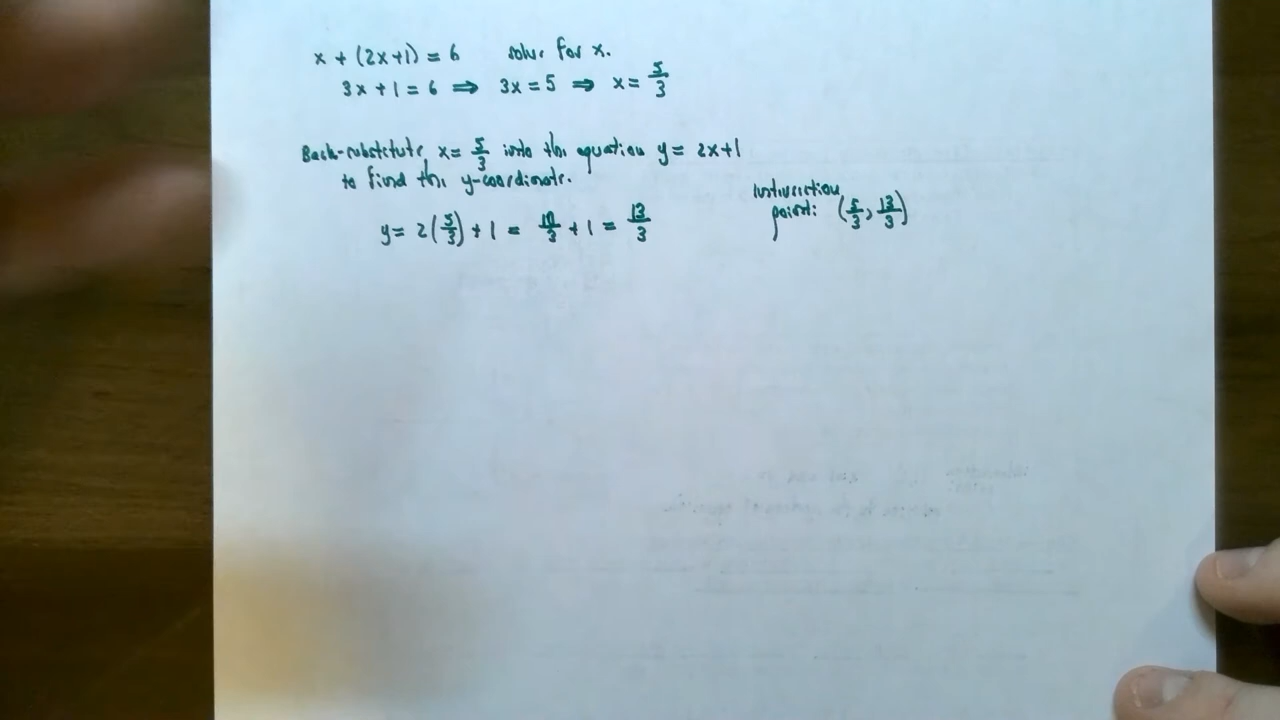 x + (2x+1) = 6 solve for x.
3x + 1 = 6 ⇒ 3x = 5 ⇒ x = 5/3
Back-substitute x = 5/3 into the equation y = 2x+1
to find the y-coordinate.
y = 2(5/3) + 1 = 10/3 + 1 = 13/3
intersection
point: (5/3, 13/3)